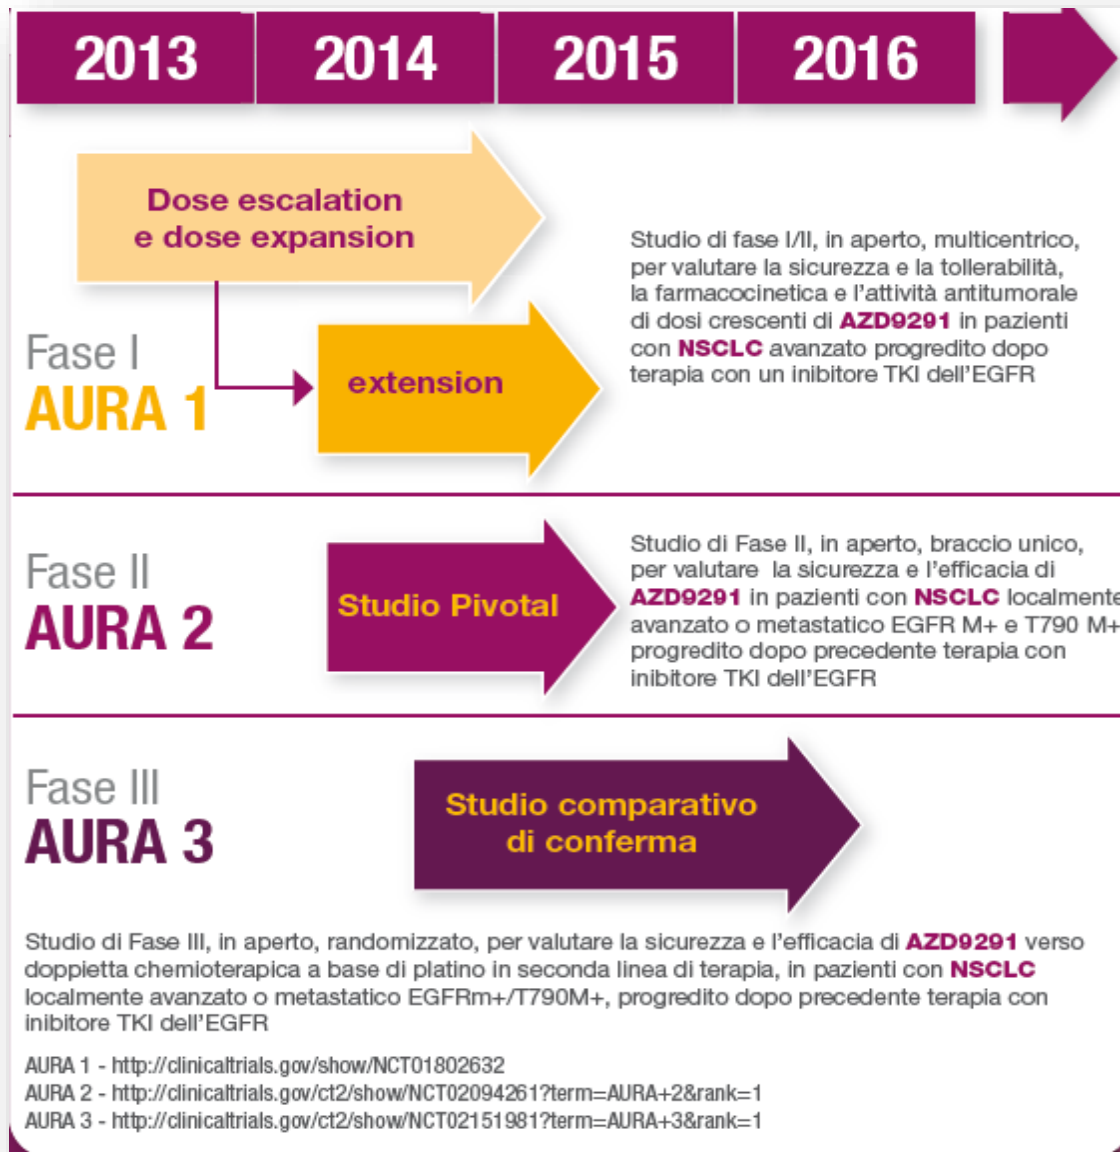 2013 2014 2015 2016
Dose escalation
e dose expansion
Studio di fase I/II, in aperto, multicentrico,
per valutare la sicurezza e la tollerabilità,
la farmacocinetica e l'attività antitumorale
di dosi crescenti di AZD9291 in pazienti
con NSCLC avanzato progredito dopo
terapia con un inibitore TKI dell'EGFR
Fase I
AURA 1
extension
Fase II
AURA 2
Studio Pivotal
Studio di Fase II, in aperto, braccio unico,
per valutare la sicurezza e l'efficacia di
AZD9291 in pazienti con NSCLC localmente
avanzato o metastatico EGFR M+ e T790 M+
progredito dopo precedente terapia con
inibitore TKI dell'EGFR
Fase III
AURA 3
Studio comparativo
di conferma
Studio di Fase III, in aperto, randomizzato, per valutare la sicurezza e l'efficacia di AZD9291 verso
doppietta chemioterapica a base di platino in seconda linea di terapia, in pazienti con NSCLC
localmente avanzato o metastatico EGFRm+/T790M+, progredito dopo precedente terapia con
inibitore TKI dell'EGFR
AURA 1 - http://clinicaltrials.gov/show/NCT01802632
AURA 2 - http://clinicaltrials.gov/ct2/show/NCT02094261?term=AURA+2&rank=1
AURA 3 - http://clinicaltrials.gov/ct2/show/NCT02151981?term=AURA+3&rank=1